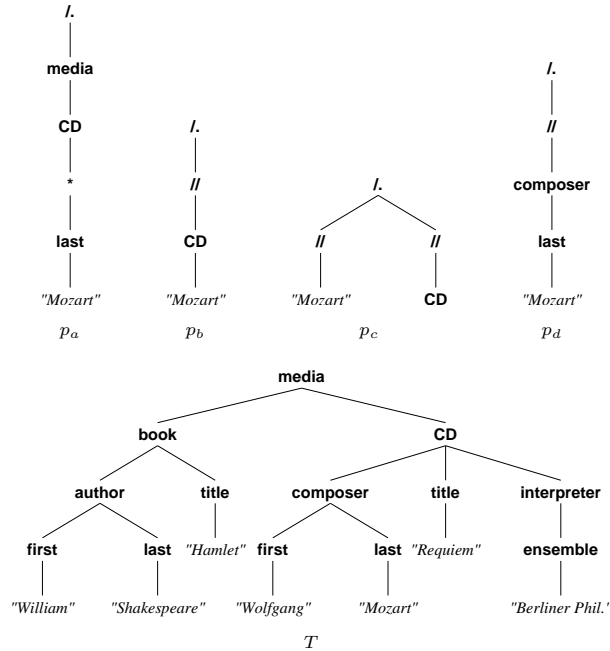 /.
media
CD /. /.
* // /. //
last CD // // composer
"Mozart" "Mozart" "Mozart" CD last
"Mozart"
p_a p_b p_c p_d
media
book CD
author title composer title interpreter
first last "Hamlet" first last "Requiem" ensemble
"William" "Shakespeare" "Wolfgang" "Mozart" "Berliner Phil.'
T